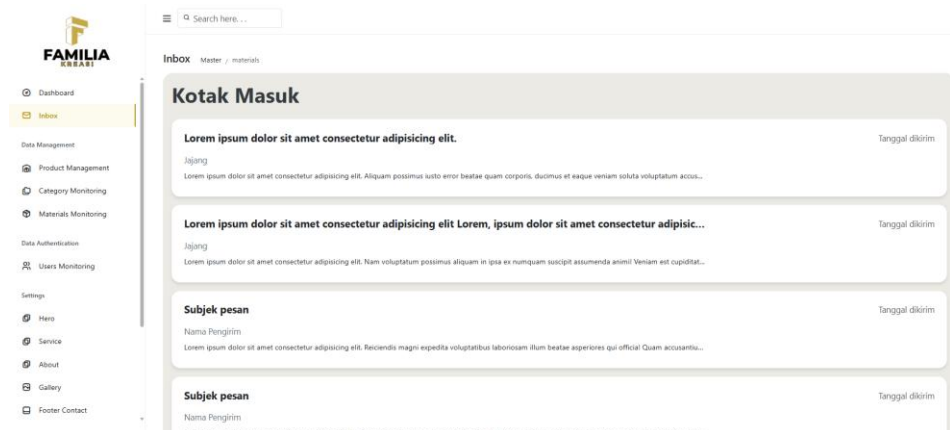 FAMILIA
KREASI
Search here...
Dashboard
Inbox
Data Management
Product Management
Category Monitoring
Materials Monitoring
Data Authentication
Users Monitoring
Settings
Hero
Service
About
Gallery
Footer Contact
Inbox Master / materials
Kotak Masuk
Lorem ipsum dolor sit amet consectetur adipisicing elit. Tanggal dikirim
Jajang
Lorem ipsum dolor sit amet consectetur adipisicing elit. Aliquam possimus iusto error beatae quam corporis, ducimus et eaque veniam soluta voluptatum accus...
Lorem ipsum dolor sit amet consectetur adipisicing elit Lorem, ipsum dolor sit amet consectetur adipisic... Tanggal dikirim
Jajang
Lorem ipsum dolor sit amet consectetur adipisicing elit. Nam voluptatum possimus aliquam in ipsa ex numquam suscipit assumenda animi! Veniam est cupiditat...
Subjek pesan Tanggal dikirim
Nama Pengirim
Lorem ipsum dolor sit amet consectetur adipisicing elit. Reiciendis magni expedita voluptatibus laboriosam illum beatae asperiores qui officia! Quam accusantiu...
Subjek pesan Tanggal dikirim
Nama Pengirim